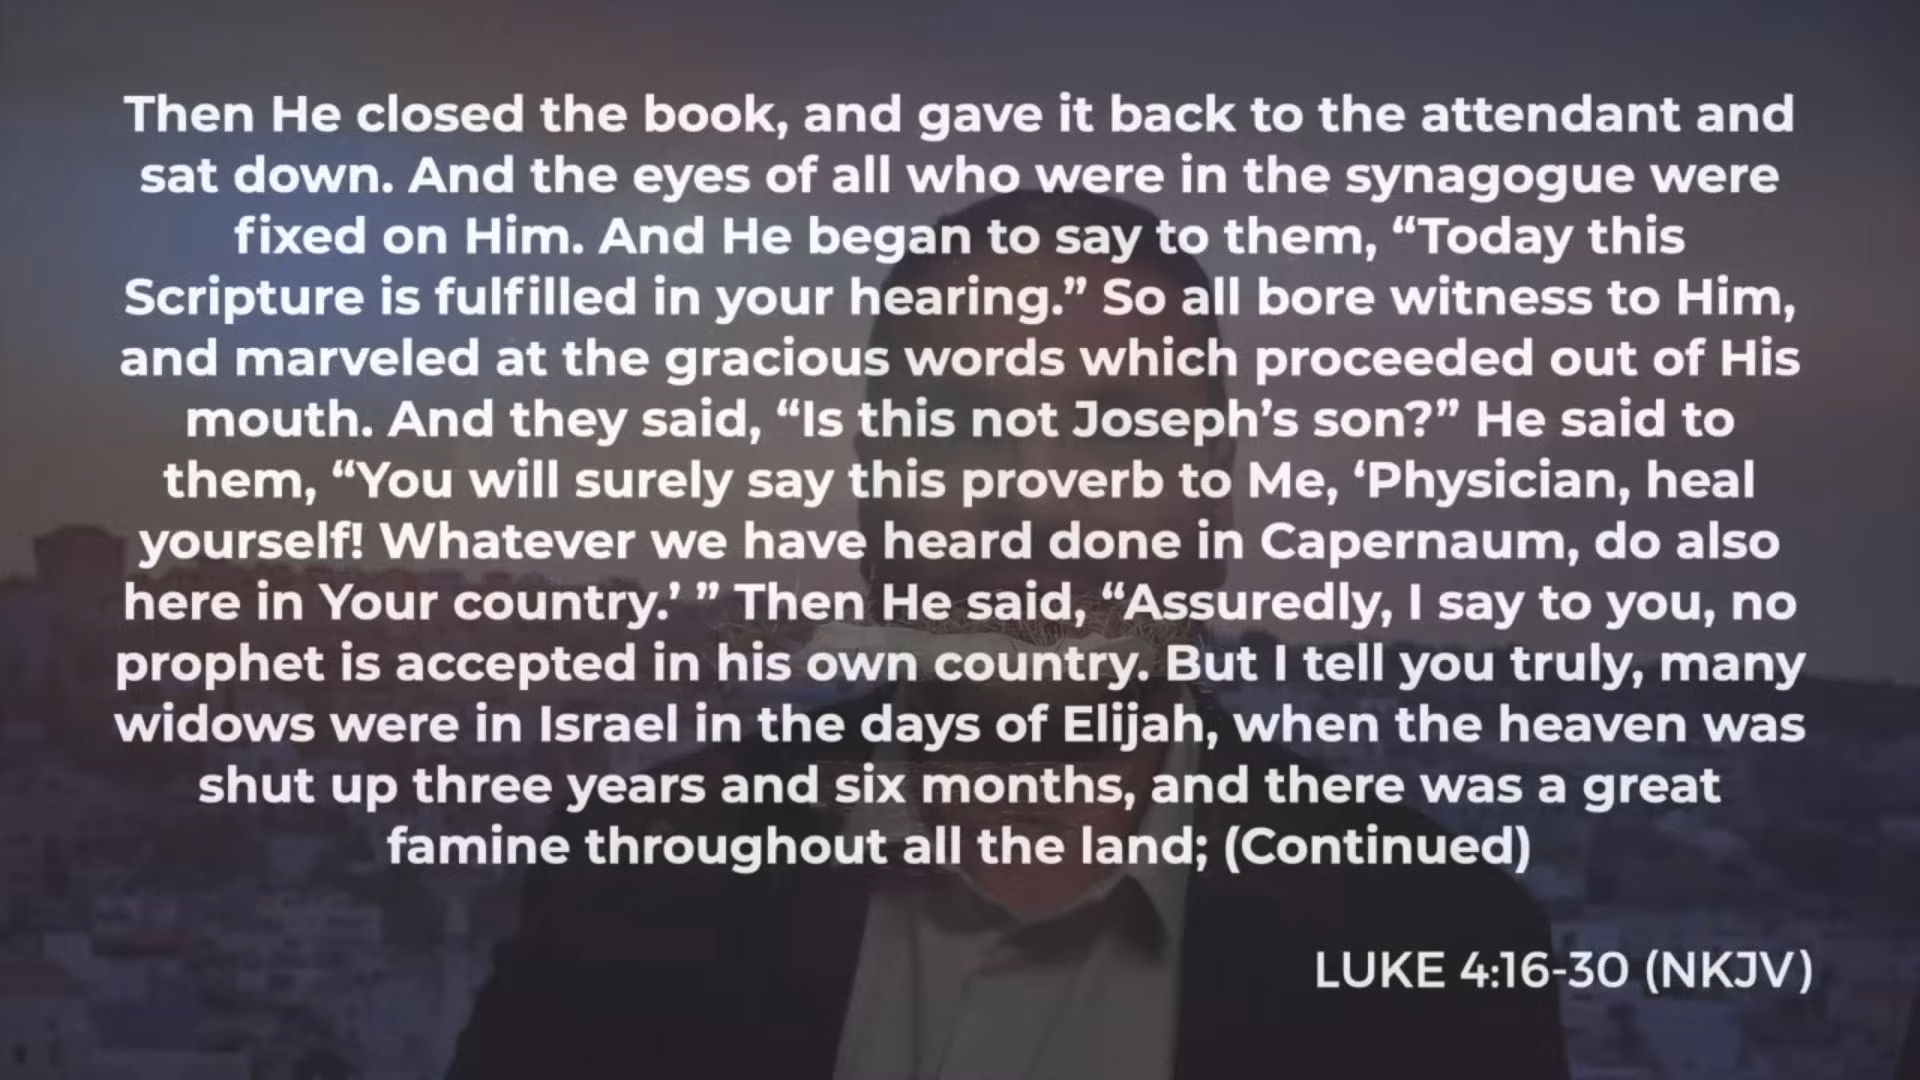 Then He closed the book, and gave it back to the attendant and
sat down. And the eyes of all who were in the synagogue were
fixed on Him. And He began to say to them, “Today this
Scripture is fulfilled in your hearing.” So all bore witness to Him,
and marveled at the gracious words which proceeded out of His
mouth. And they said, “Is this not Joseph’s son?” He said to
them, “You will surely say this proverb to Me, ‘Physician, heal
yourself! Whatever we have heard done in Capernaum, do also
here in Your country.’ ” Then He said, “Assuredly, I say to you, no
prophet is accepted in his own country. But I tell you truly, many
widows were in Israel in the days of Elijah, when the heaven was
shut up three years and six months, and there was a great
famine throughout all the land; (Continued)
LUKE 4:16-30 (NKJV)